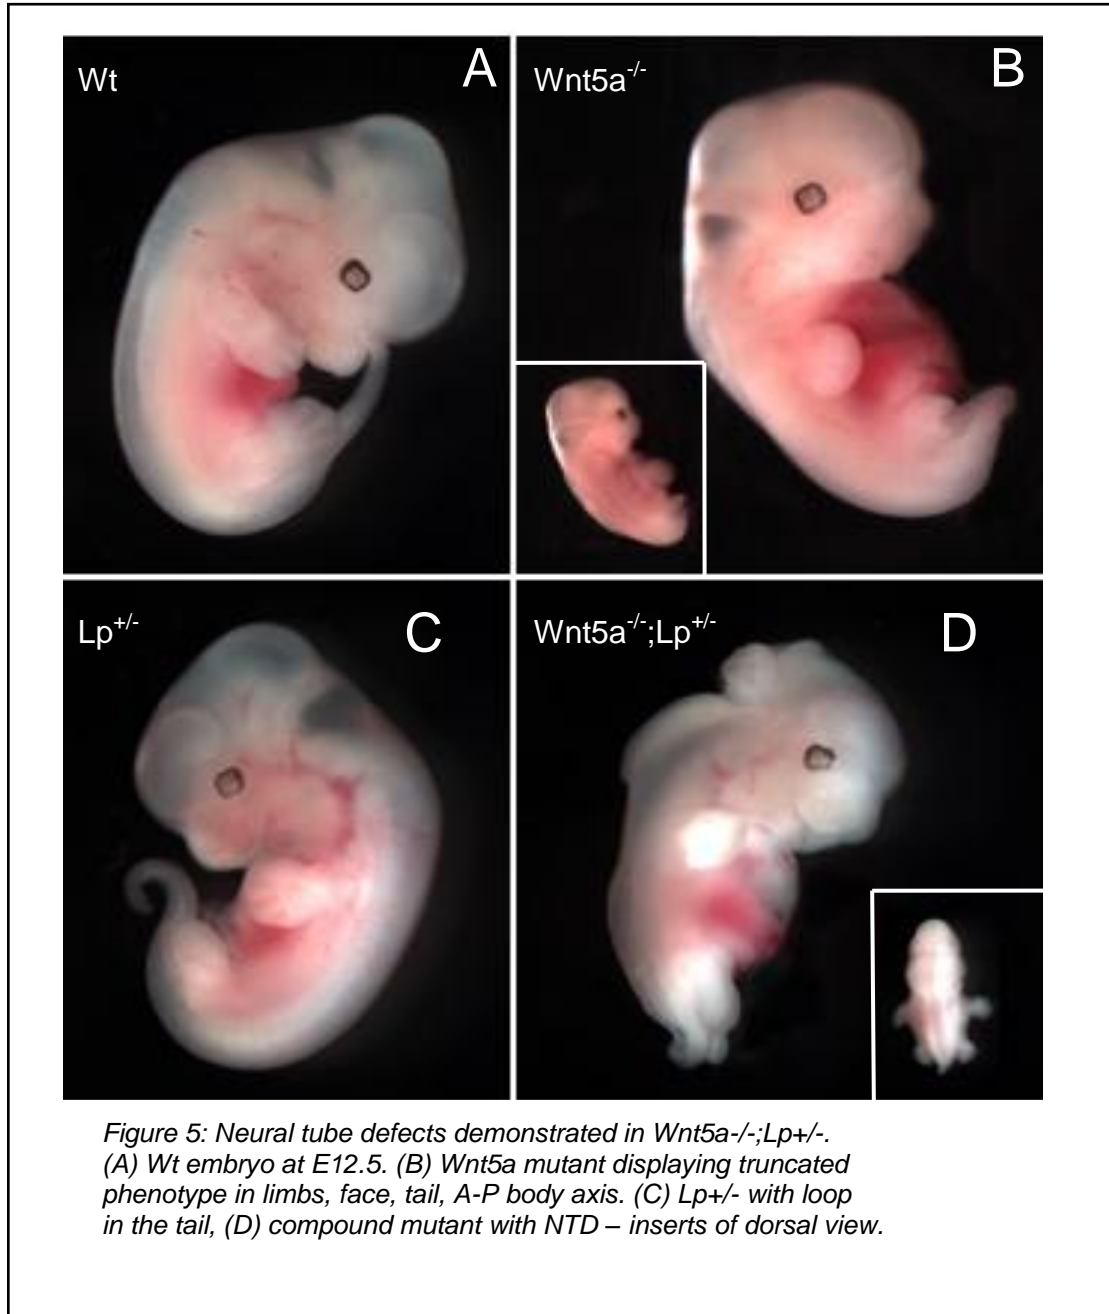 Wt
A
Wnt5a-/-
B
Lp+/-
C
Wnt5a-/-;Lp+/-
D
Figure 5: Neural tube defects demonstrated in Wnt5a-/-;Lp+/-.
(A) Wt embryo at E12.5. (B) Wnt5a mutant displaying truncated
phenotype in limbs, face, tail, A-P body axis. (C) Lp+/- with loop
in the tail, (D) compound mutant with NTD – inserts of dorsal view.